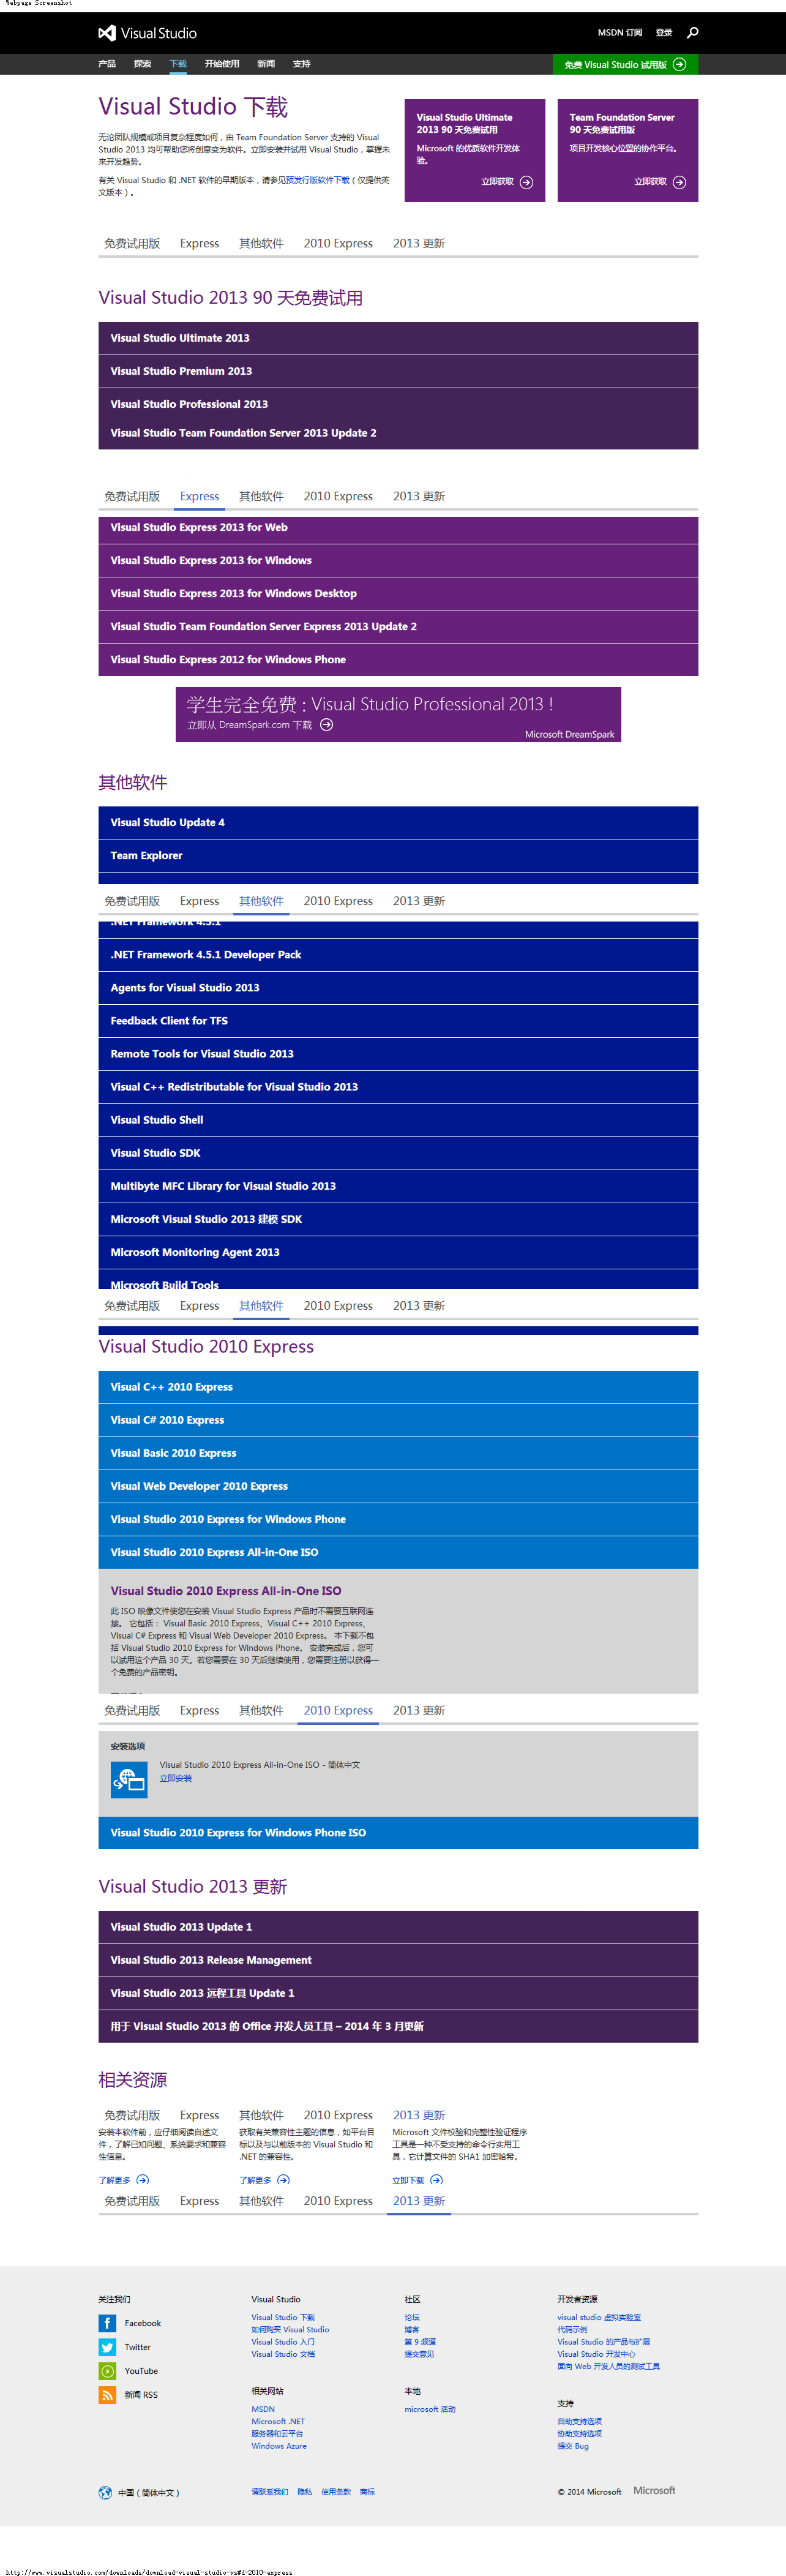 Webpage Screenshot
Visual Studio
MSDN 订阅 登录
产品 探索 下载 开始使用 新闻 支持
免费 Visual Studio 试用版
Visual Studio 下载
无论团队规模或项目复杂程度如何，由 Team Foundation Server 支持的 Visual
Studio 2013 均可帮助您将创意变为软件。立即安装并试用 Visual Studio，掌握未
来开发趋势。
有关 Visual Studio 和 .NET 软件的早期版本，请参见预发行版软件下载（仅提供英
文版本）。
Visual Studio Ultimate
2013 90 天免费试用
Microsoft 的优质软件开发体
验。
立即获取
Team Foundation Server
90 天免费试用版
项目开发核心位置的协作平台。
立即获取
免费试用版 Express 其他软件 2010 Express 2013 更新
Visual Studio 2013 90 天免费试用
Visual Studio Ultimate 2013
Visual Studio Premium 2013
Visual Studio Professional 2013
Visual Studio Team Foundation Server 2013 Update 2
免费试用版 Express 其他软件 2010 Express 2013 更新
Visual Studio Express 2013 for Web
Visual Studio Express 2013 for Windows
Visual Studio Express 2013 for Windows Desktop
Visual Studio Team Foundation Server Express 2013 Update 2
Visual Studio Express 2012 for Windows Phone
学生完全免费：Visual Studio Professional 2013！
立即从 DreamSpark.com 下载
Microsoft DreamSpark
其他软件
Visual Studio Update 4
Team Explorer
免费试用版 Express 其他软件 2010 Express 2013 更新
.NET Framework 4.5.1
.NET Framework 4.5.1 Developer Pack
Agents for Visual Studio 2013
Feedback Client for TFS
Remote Tools for Visual Studio 2013
Visual C++ Redistributable for Visual Studio 2013
Visual Studio Shell
Visual Studio SDK
Multibyte MFC Library for Visual Studio 2013
Microsoft Visual Studio 2013 建模 SDK
Microsoft Monitoring Agent 2013
Microsoft Build Tools
免费试用版 Express 其他软件 2010 Express 2013 更新
Visual Studio 2010 Express
Visual C++ 2010 Express
Visual C# 2010 Express
Visual Basic 2010 Express
Visual Web Developer 2010 Express
Visual Studio 2010 Express for Windows Phone
Visual Studio 2010 Express All-in-One ISO
Visual Studio 2010 Express All-in-One ISO
此 ISO 映像文件使您在安装 Visual Studio Express 产品时不需要互联网连
接。 它包括： Visual Basic 2010 Express、Visual C++ 2010 Express、
Visual C# Express 和 Visual Web Developer 2010 Express。 本下载不包
括 Visual Studio 2010 Express for Windows Phone。 安装完成后，您可
以试用这个产品 30 天。若您需要在 30 天后继续使用，您需要注册以获得一
个免费的产品密钥。
免费试用版 Express 其他软件 2010 Express 2013 更新
安装选项
Visual Studio 2010 Express All-in-One ISO - 简体中文
立即安装
Visual Studio 2010 Express for Windows Phone ISO
Visual Studio 2013 更新
Visual Studio 2013 Update 1
Visual Studio 2013 Release Management
Visual Studio 2013 远程工具 Update 1
用于 Visual Studio 2013 的 Office 开发人员工具 – 2014 年 3 月更新
相关资源
免费试用版 Express 其他软件 2010 Express 2013 更新
安装本软件前，应仔细阅读自述文
件，了解已知问题、系统要求和兼容
性信息。
了解更多
获取有关兼容性主题的信息，如平台目
标以及与以前版本的 Visual Studio 和
.NET 的兼容性。
了解更多
Microsoft 文件校验和完整性验证程序
工具是一种不受支持的命令行实用工
具，它计算文件的 SHA1 加密哈希。
立即下载
免费试用版 Express 其他软件 2010 Express 2013 更新
关注我们
Facebook
Twitter
YouTube
新闻 RSS
Visual Studio
Visual Studio 下载
如何购买 Visual Studio
Visual Studio 入门
Visual Studio 文档
社区
论坛
博客
第 9 频道
提交意见
开发者资源
visual studio 虚拟实验室
代码示例
Visual Studio 的产品与扩展
Visual Studio 开发中心
面向 Web 开发人员的测试工具
相关网站
MSDN
Microsoft .NET
服务器和云平台
Windows Azure
本地
microsoft 活动
支持
自助支持选项
协助支持选项
提交 Bug
中国（简体中文）
请联系我们 隐私 使用条款 商标
© 2014 Microsoft Microsoft
http://www.visualstudio.com/downloads/download-visual-studio-vs#d-2010-express